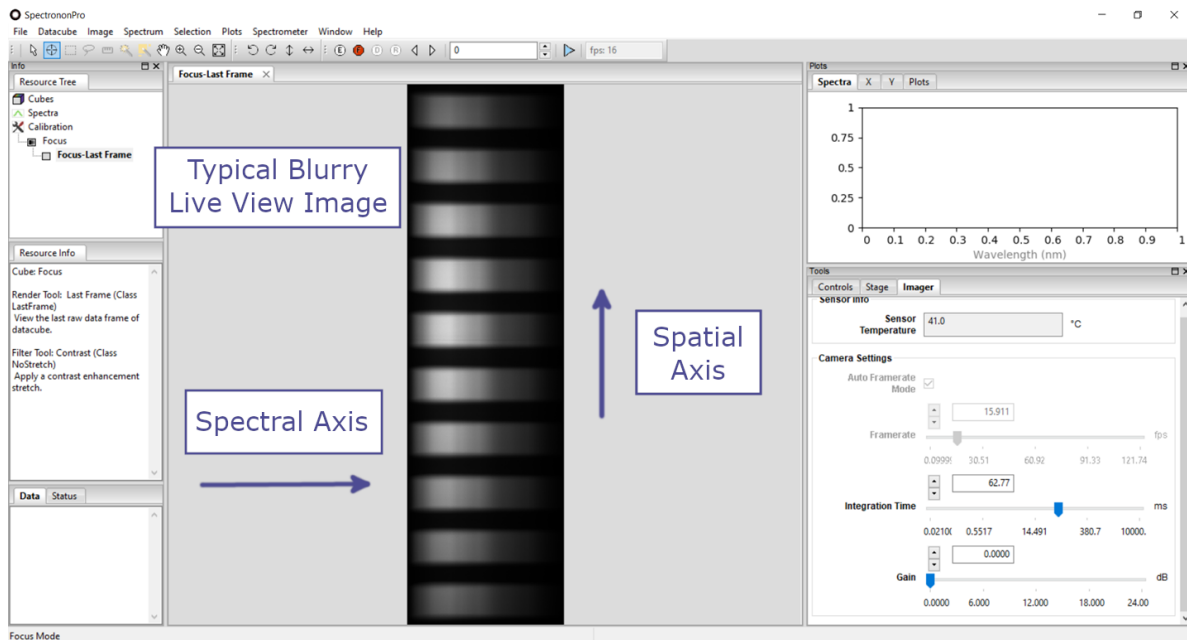 SpectrononPro
File Datacube Image Spectrum Selection Plots Spectrometer Window Help
E F D R 0 fps: 16
Info
Resource Tree
Cubes
Spectra
Calibration
Focus
Focus-Last Frame
Resource Info
Cube: Focus
Render Tool: Last Frame (Class
LastFrame)
View the last raw data frame of
datacube.
Filter Tool: Contrast (Class
NoStretch)
Apply a contrast enhancement
stretch.
Data Status
Focus Mode
Focus-Last Frame
Typical Blurry
Live View Image
Spectral Axis
Spatial
Axis
Plots
Spectra X Y Plots
1
0.75
0.5
0.25
0
0 0.1 0.2 0.3 0.4 0.5 0.6 0.7 0.8 0.9 1
Wavelength (nm)
Tools
Controls Stage Imager
Sensor Info
Sensor
Temperature
41.0 °C
Camera Settings
Auto Framerate
Mode
15.911
Framerate fps
0.0999 30.51 60.92 91.33 121.74
62.77
Integration Time ms
0.0210 0.5517 14.491 380.7 10000.
0.0000
Gain dB
0.0000 6.000 12.000 18.000 24.00